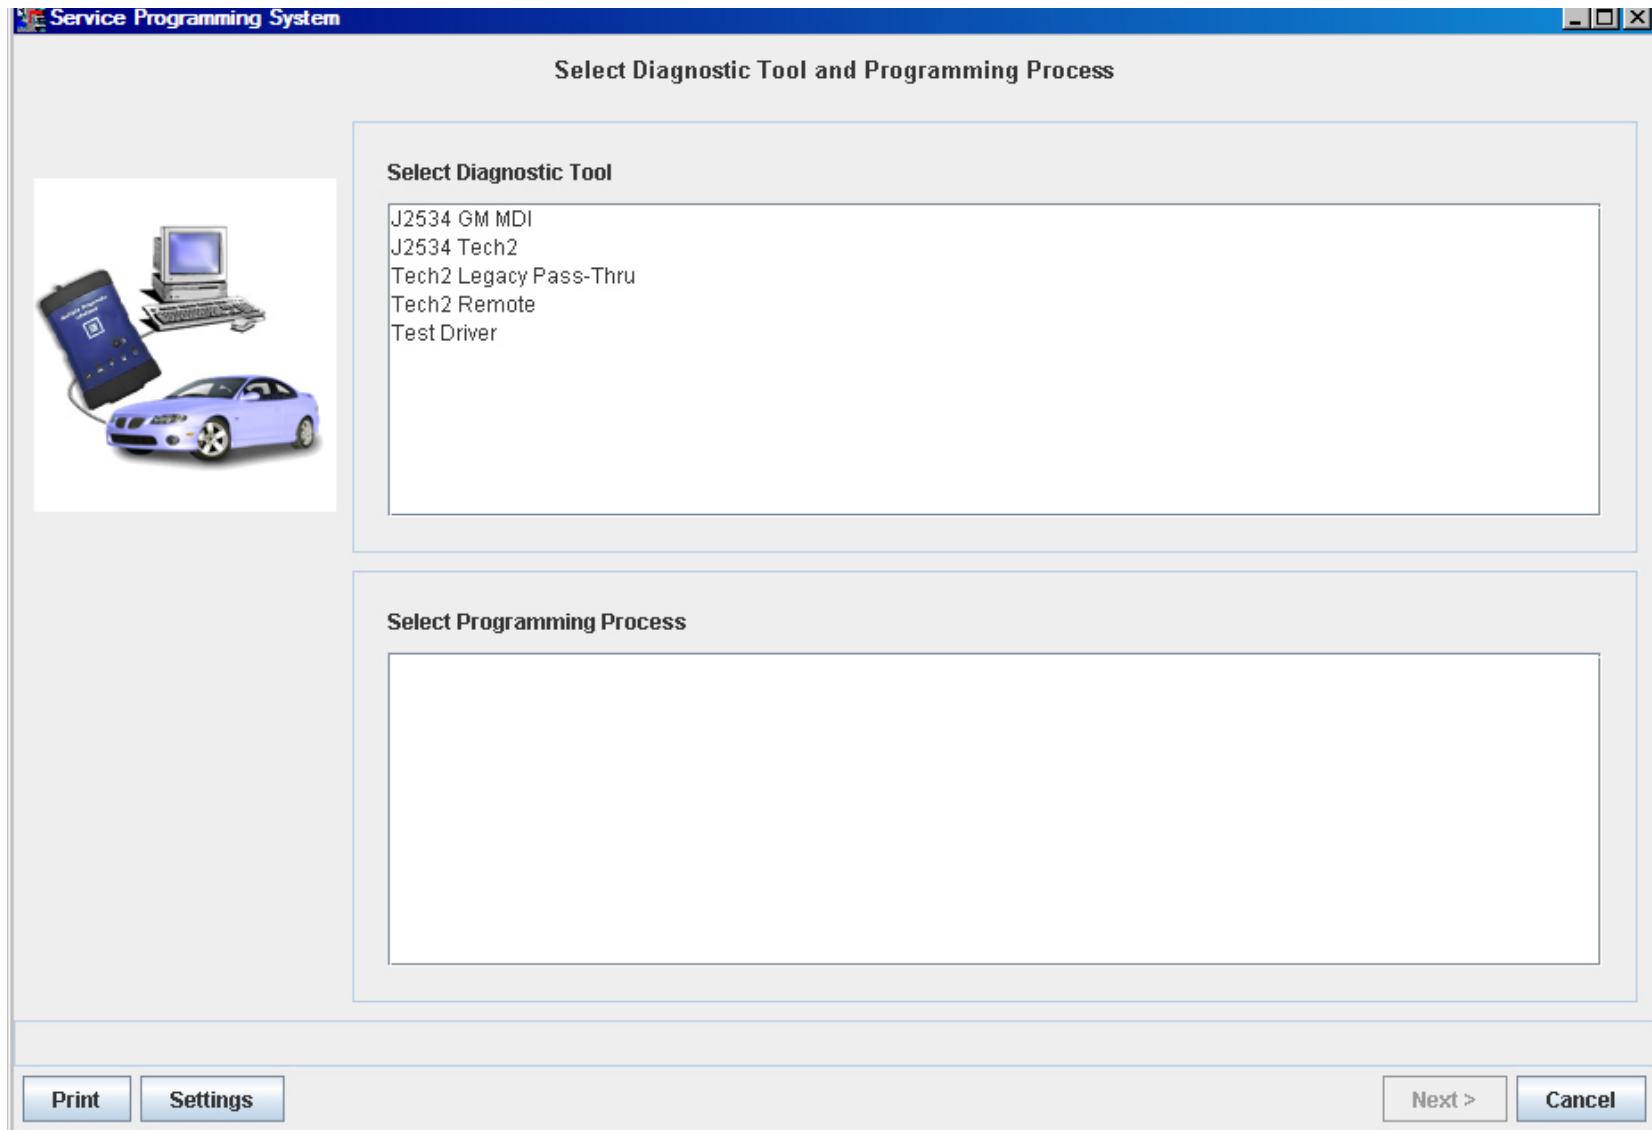 Service Programming System
Select Diagnostic Tool and Programming Process
Select Diagnostic Tool
J2534 GM MDI
J2534 Tech2
Tech2 Legacy Pass-Thru
Tech2 Remote
Test Driver
Select Programming Process
Print
Settings
Next >
Cancel